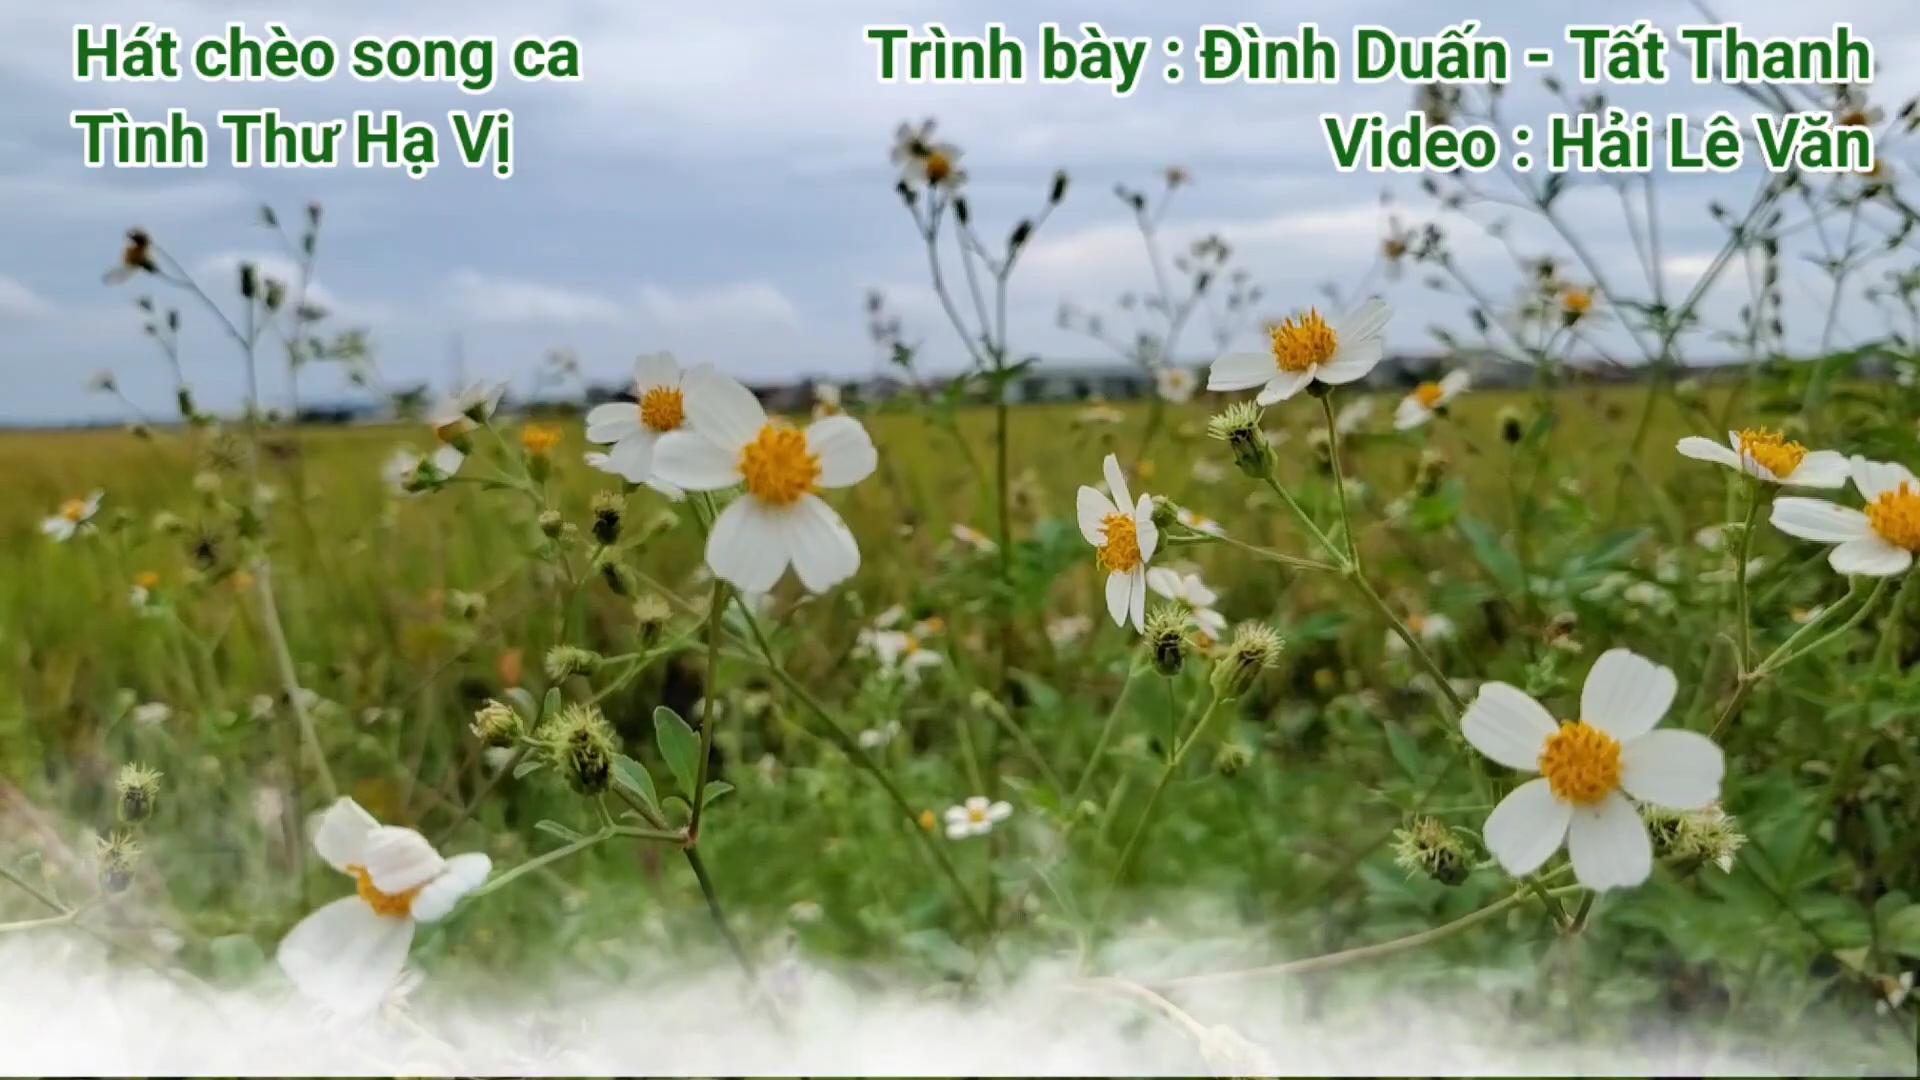 Hát chèo song ca
Tình Thư Hạ Vị
Trình bày : Đình Duấn - Tất Thanh
Video : Hải Lê Văn